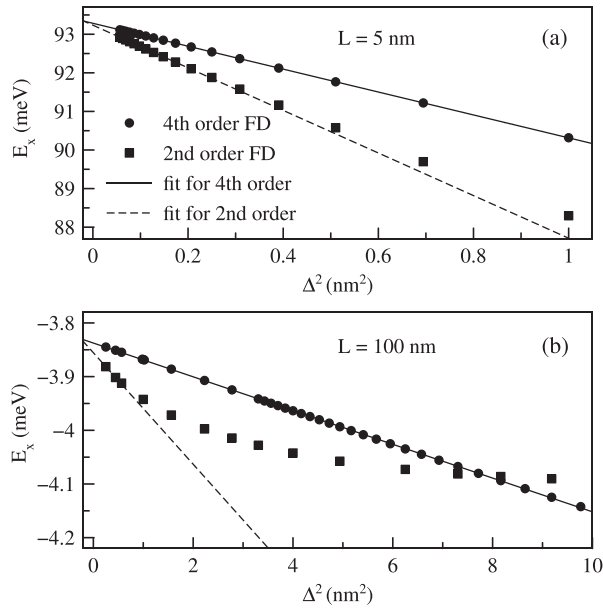 93
92
91
90
89
88
E_x (meV)
L = 5 nm
(a)
4th order FD
2nd order FD
fit for 4th order
fit for 2nd order
0
0.2
0.4
0.6
0.8
1
Δ² (nm²)
−3.8
−3.9
−4
−4.1
−4.2
E_x (meV)
L = 100 nm
(b)
0
2
4
6
8
10
Δ² (nm²)